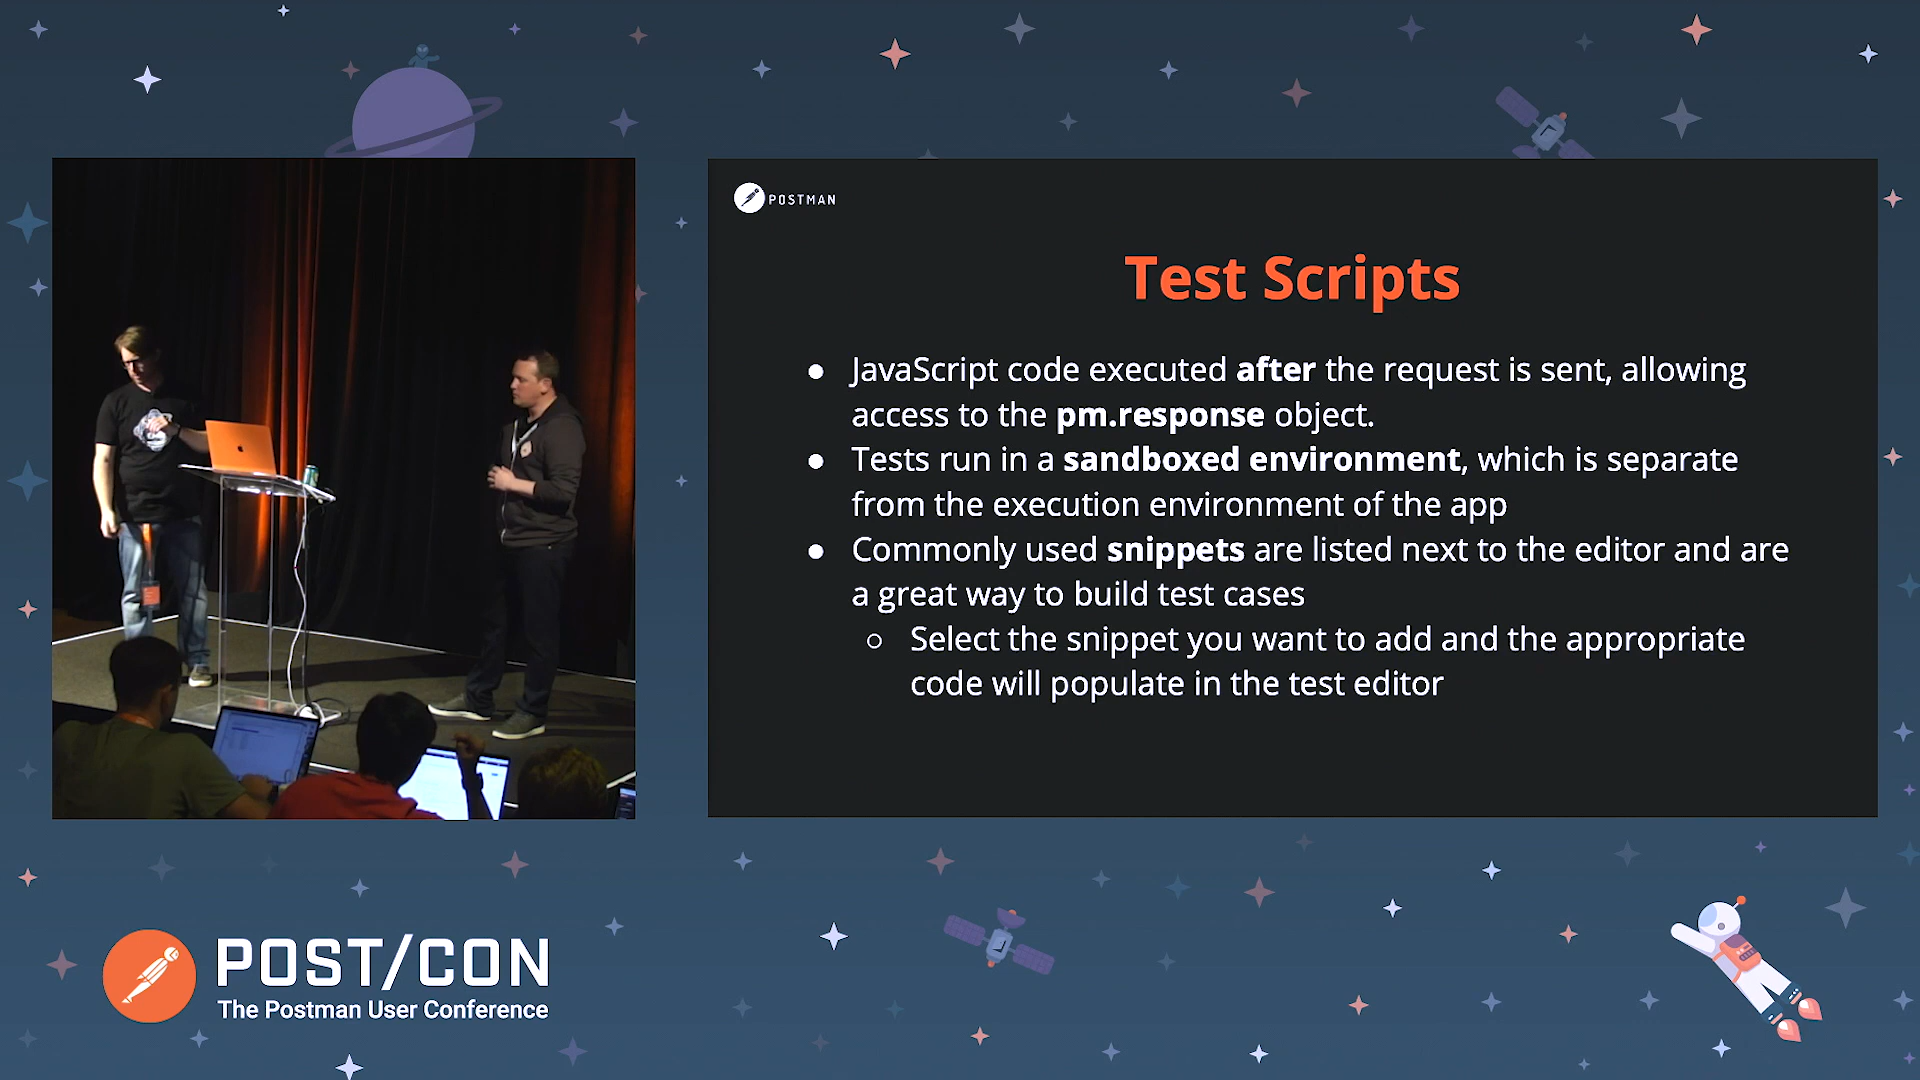 POSTMAN
Test Scripts
● JavaScript code executed after the request is sent, allowing
access to the pm.response object.
● Tests run in a sandboxed environment, which is separate
from the execution environment of the app
● Commonly used snippets are listed next to the editor and are
a great way to build test cases
○ Select the snippet you want to add and the appropriate
code will populate in the test editor
POST/CON
The Postman User Conference